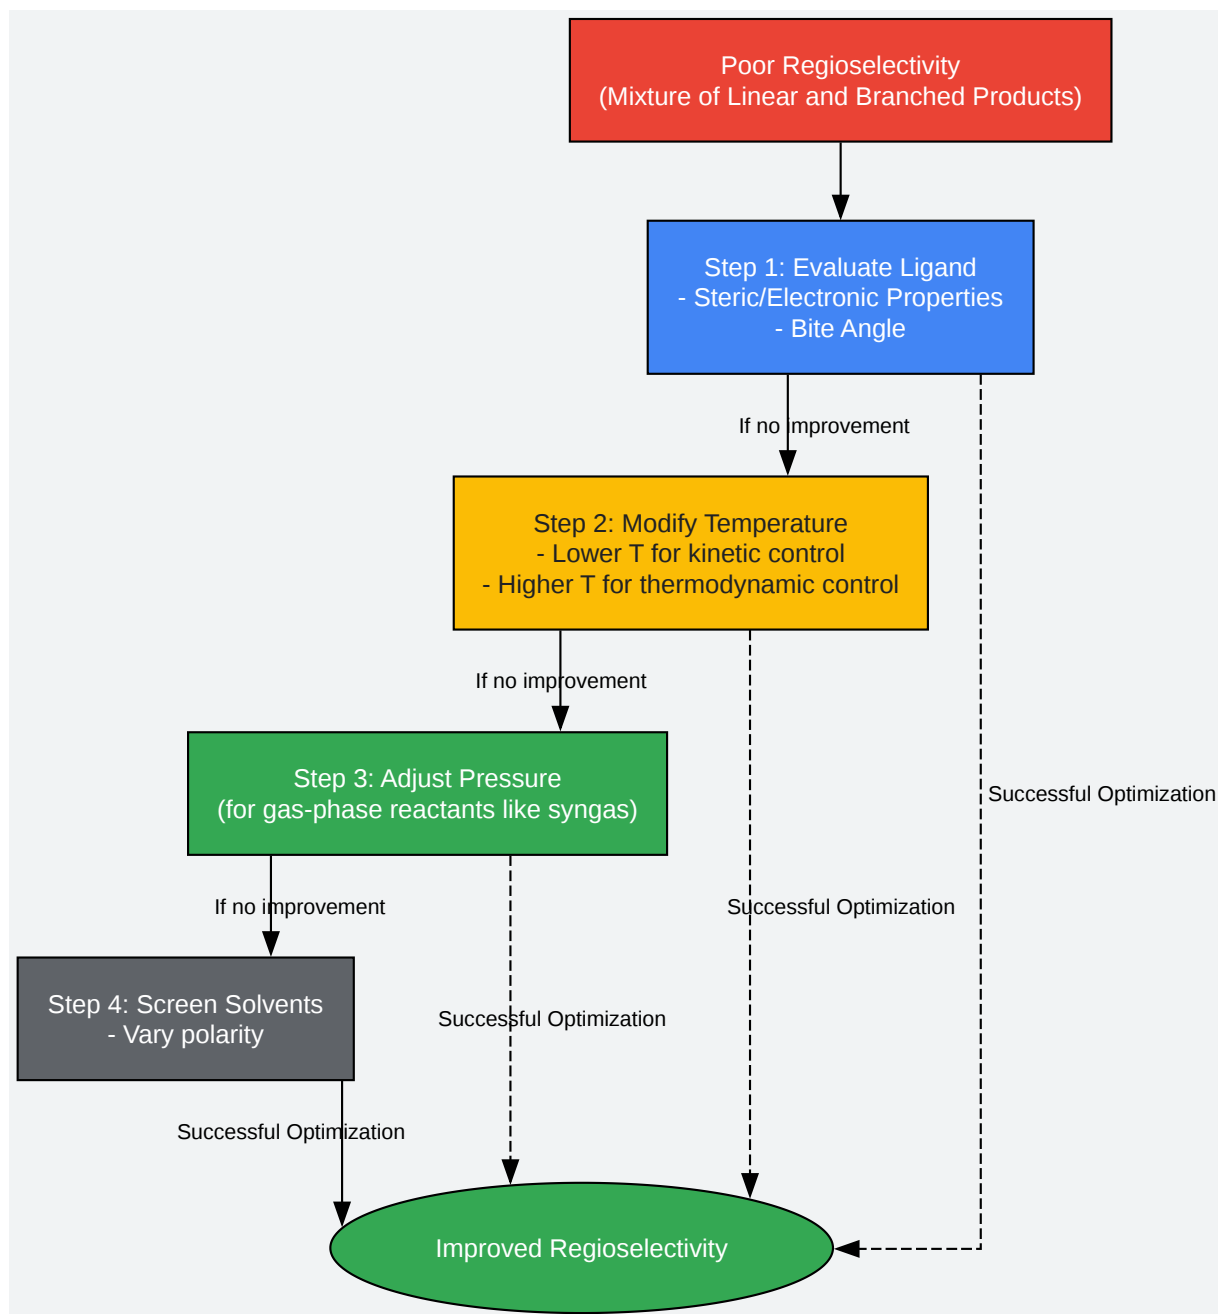 Poor Regioselectivity
(Mixture of Linear and Branched Products)
Step 1: Evaluate Ligand
- Steric/Electronic Properties
- Bite Angle
If no improvement
Step 2: Modify Temperature
- Lower T for kinetic control
- Higher T for thermodynamic control
If no improvement
Step 3: Adjust Pressure
(for gas-phase reactants like syngas)
Successful Optimization
If no improvement
Successful Optimization
Step 4: Screen Solvents
- Vary polarity
Successful Optimization
Successful Optimization
Improved Regioselectivity